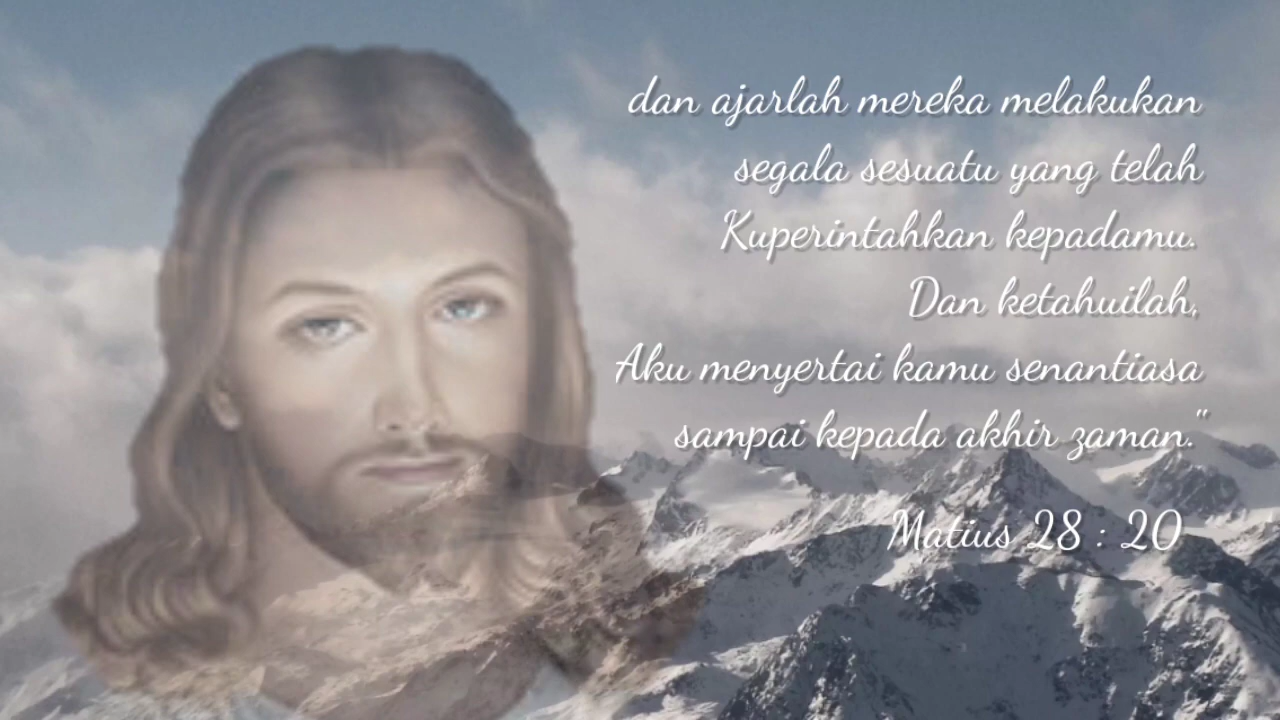 dan ajarlah mereka melakukan
segala sesuatu yang telah
Kuperintahkan kepadamu.
Dan ketahuilah,
Aku menyertai kamu senantiasa
sampai kepada akhir zaman."
Matius 28 : 20